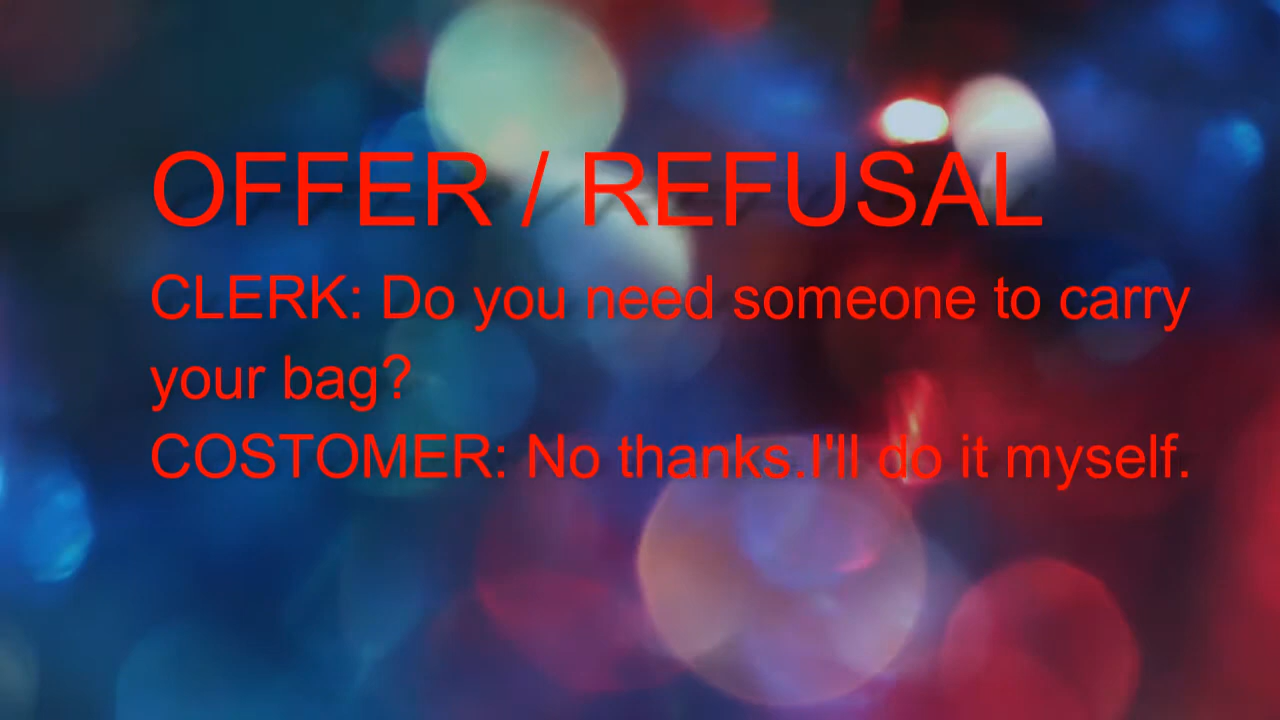 OFFER / REFUSAL
CLERK: Do you need someone to carry
your bag?
COSTOMER: No thanks.I'll do it myself.